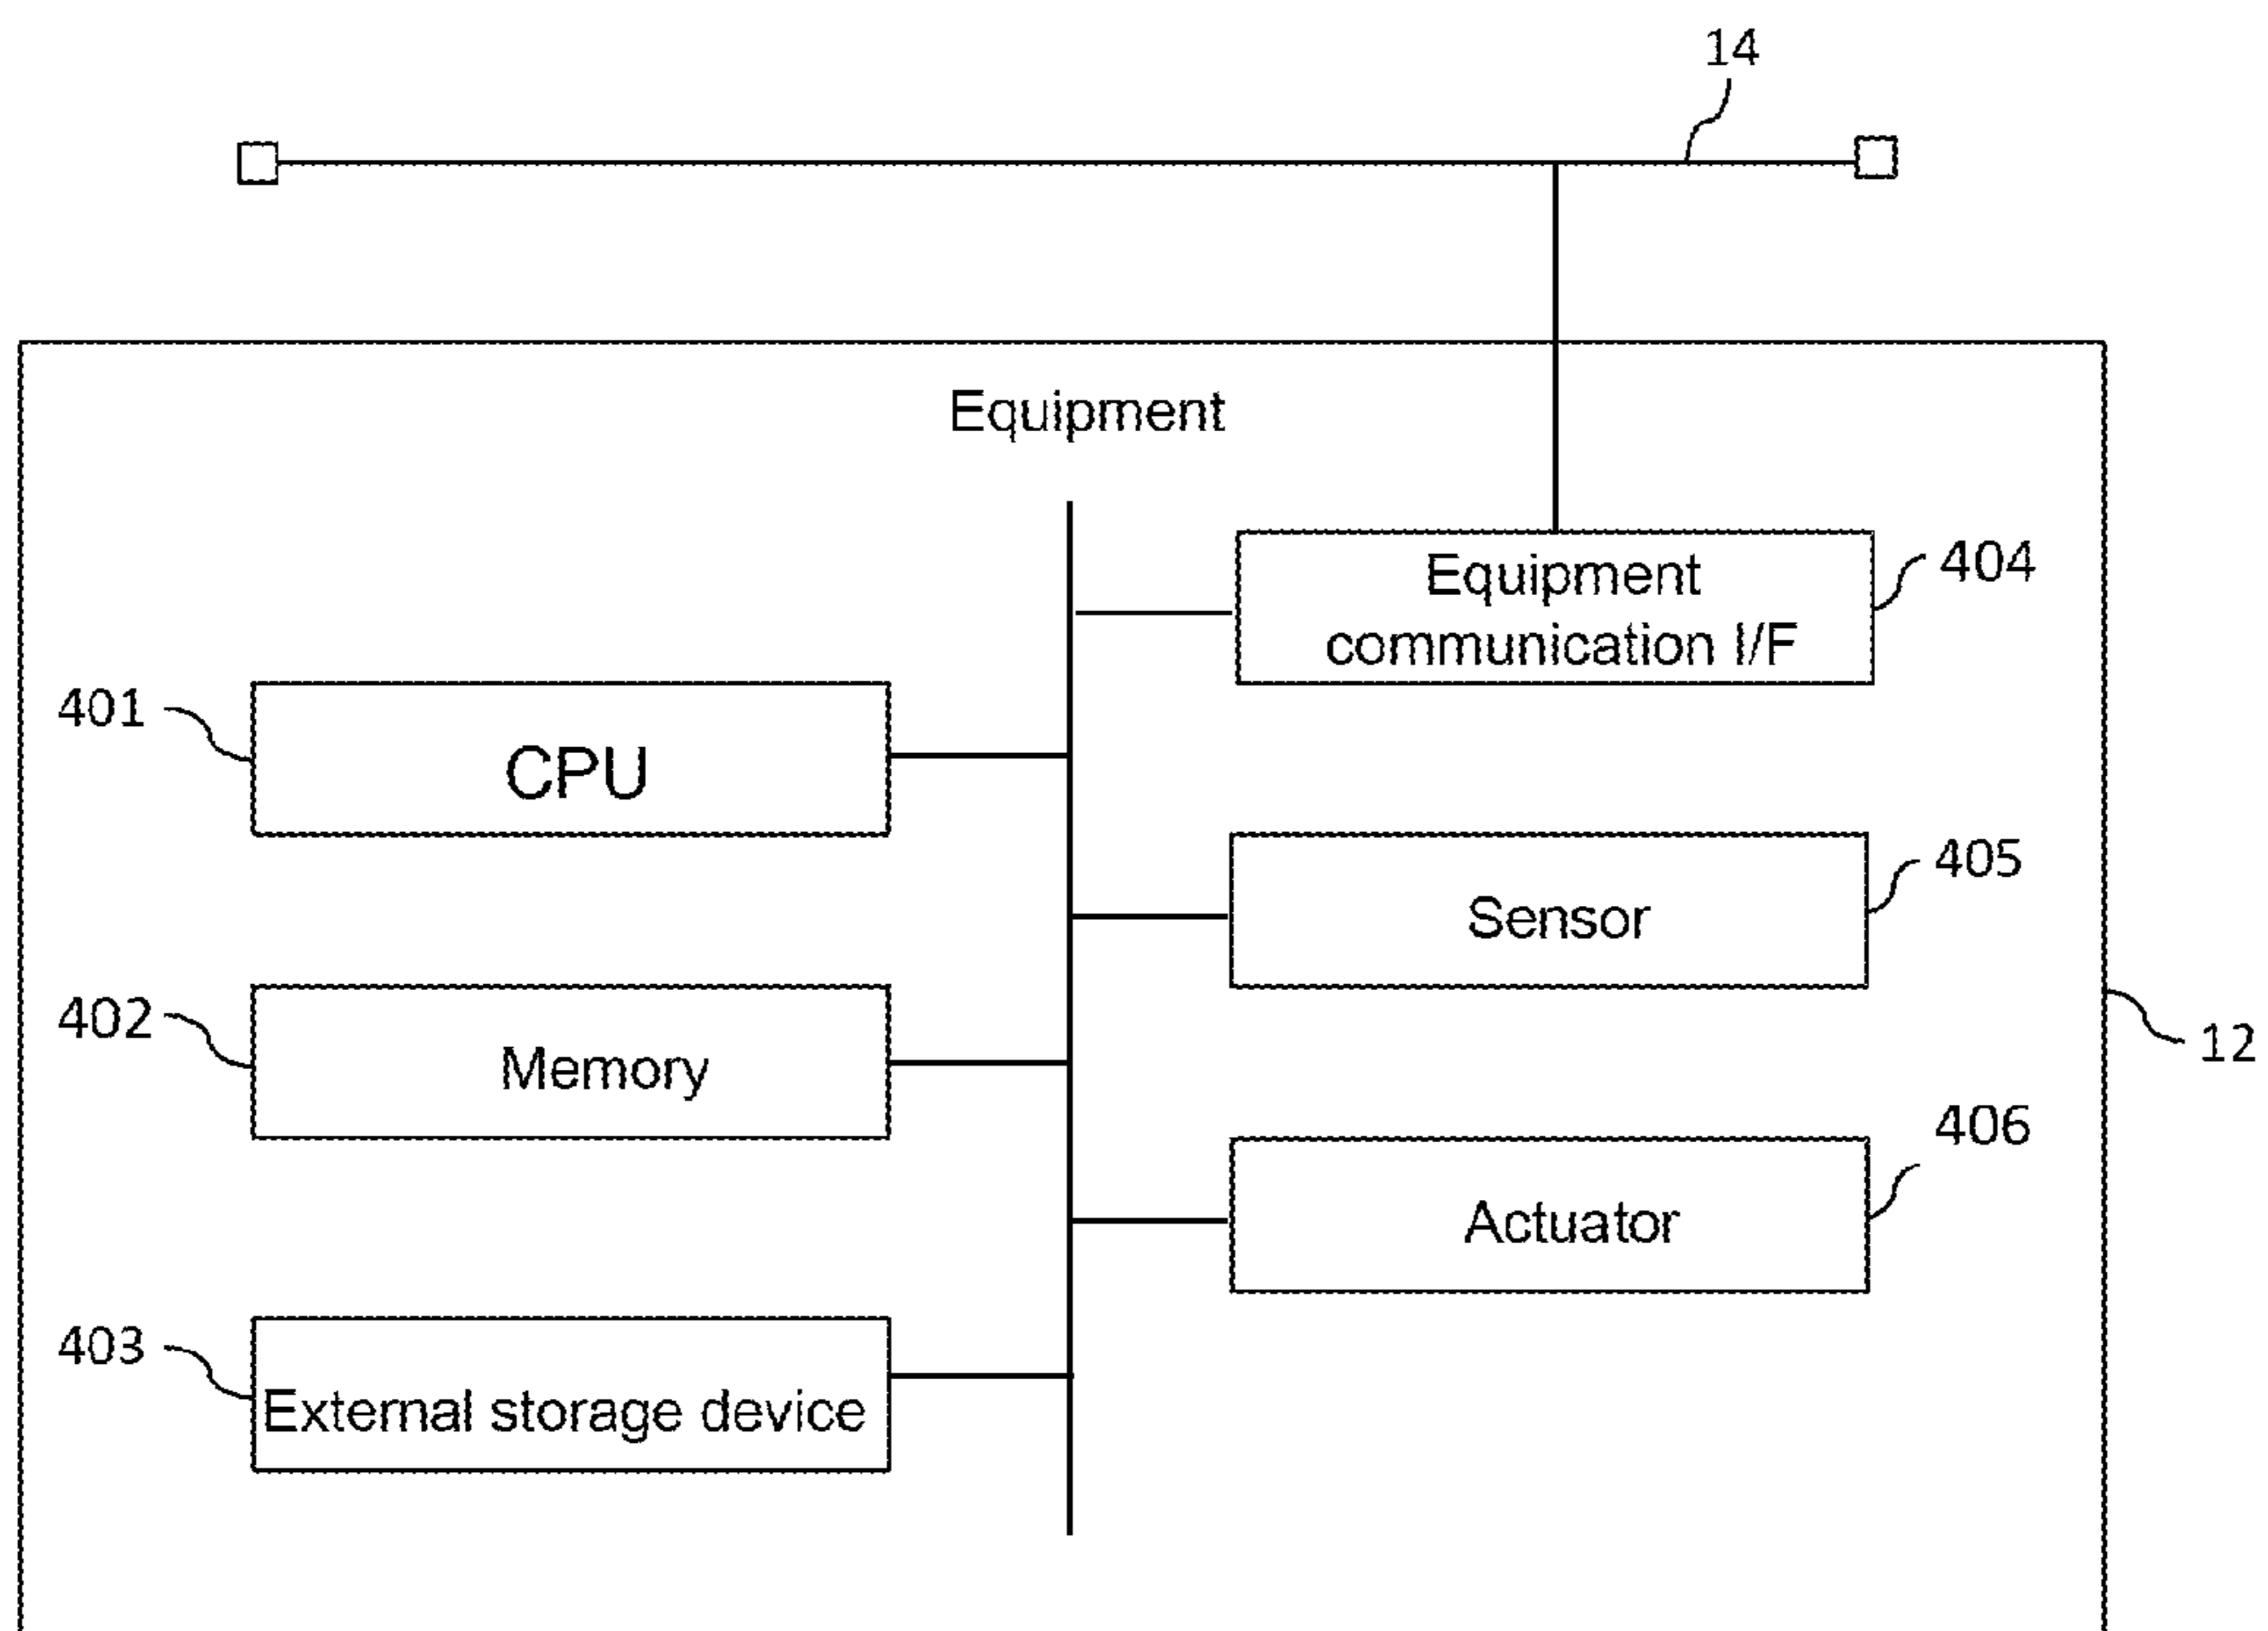 14
Equipment
Equipment
communication I/F
404
401
CPU
405
Sensor
402
Memory
12
406
Actuator
403
External storage device